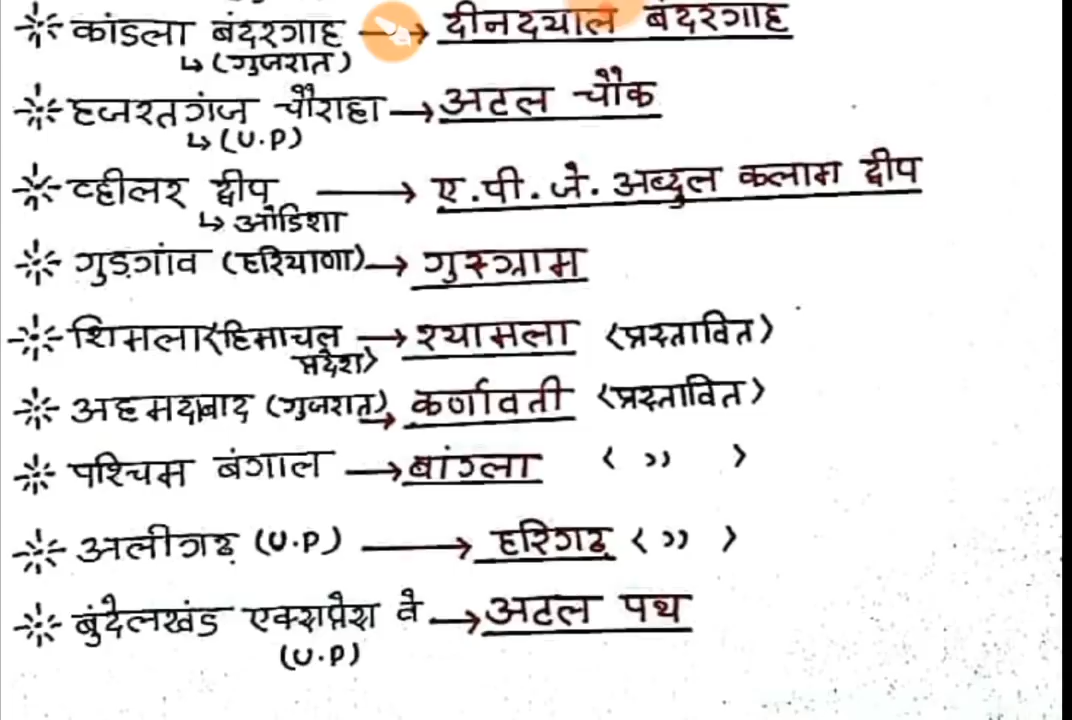 कांडला बंदरगाह → दीनदयाल बंदरगाह
↳ (गुजरात)
हजरतगंज चौराहा → अटल चौक
↳ (U.P)
व्हीलर द्वीप → ए.पी.जे. अब्दुल कलाम द्वीप
↳ ओडिशा
गुड़गांव (हरियाणा) → गुरुग्राम
शिमला (हिमाचल प्रदेश) → श्यामला (प्रस्तावित)
अहमदाबाद (गुजरात) → कर्णावती (प्रस्तावित)
पश्चिम बंगाल → बांग्ला ( ,, )
अलीगढ़ (U.P) → हरिगढ़ ( ,, )
बुंदेलखंड एक्सप्रेस वे → अटल पथ
(U.P)